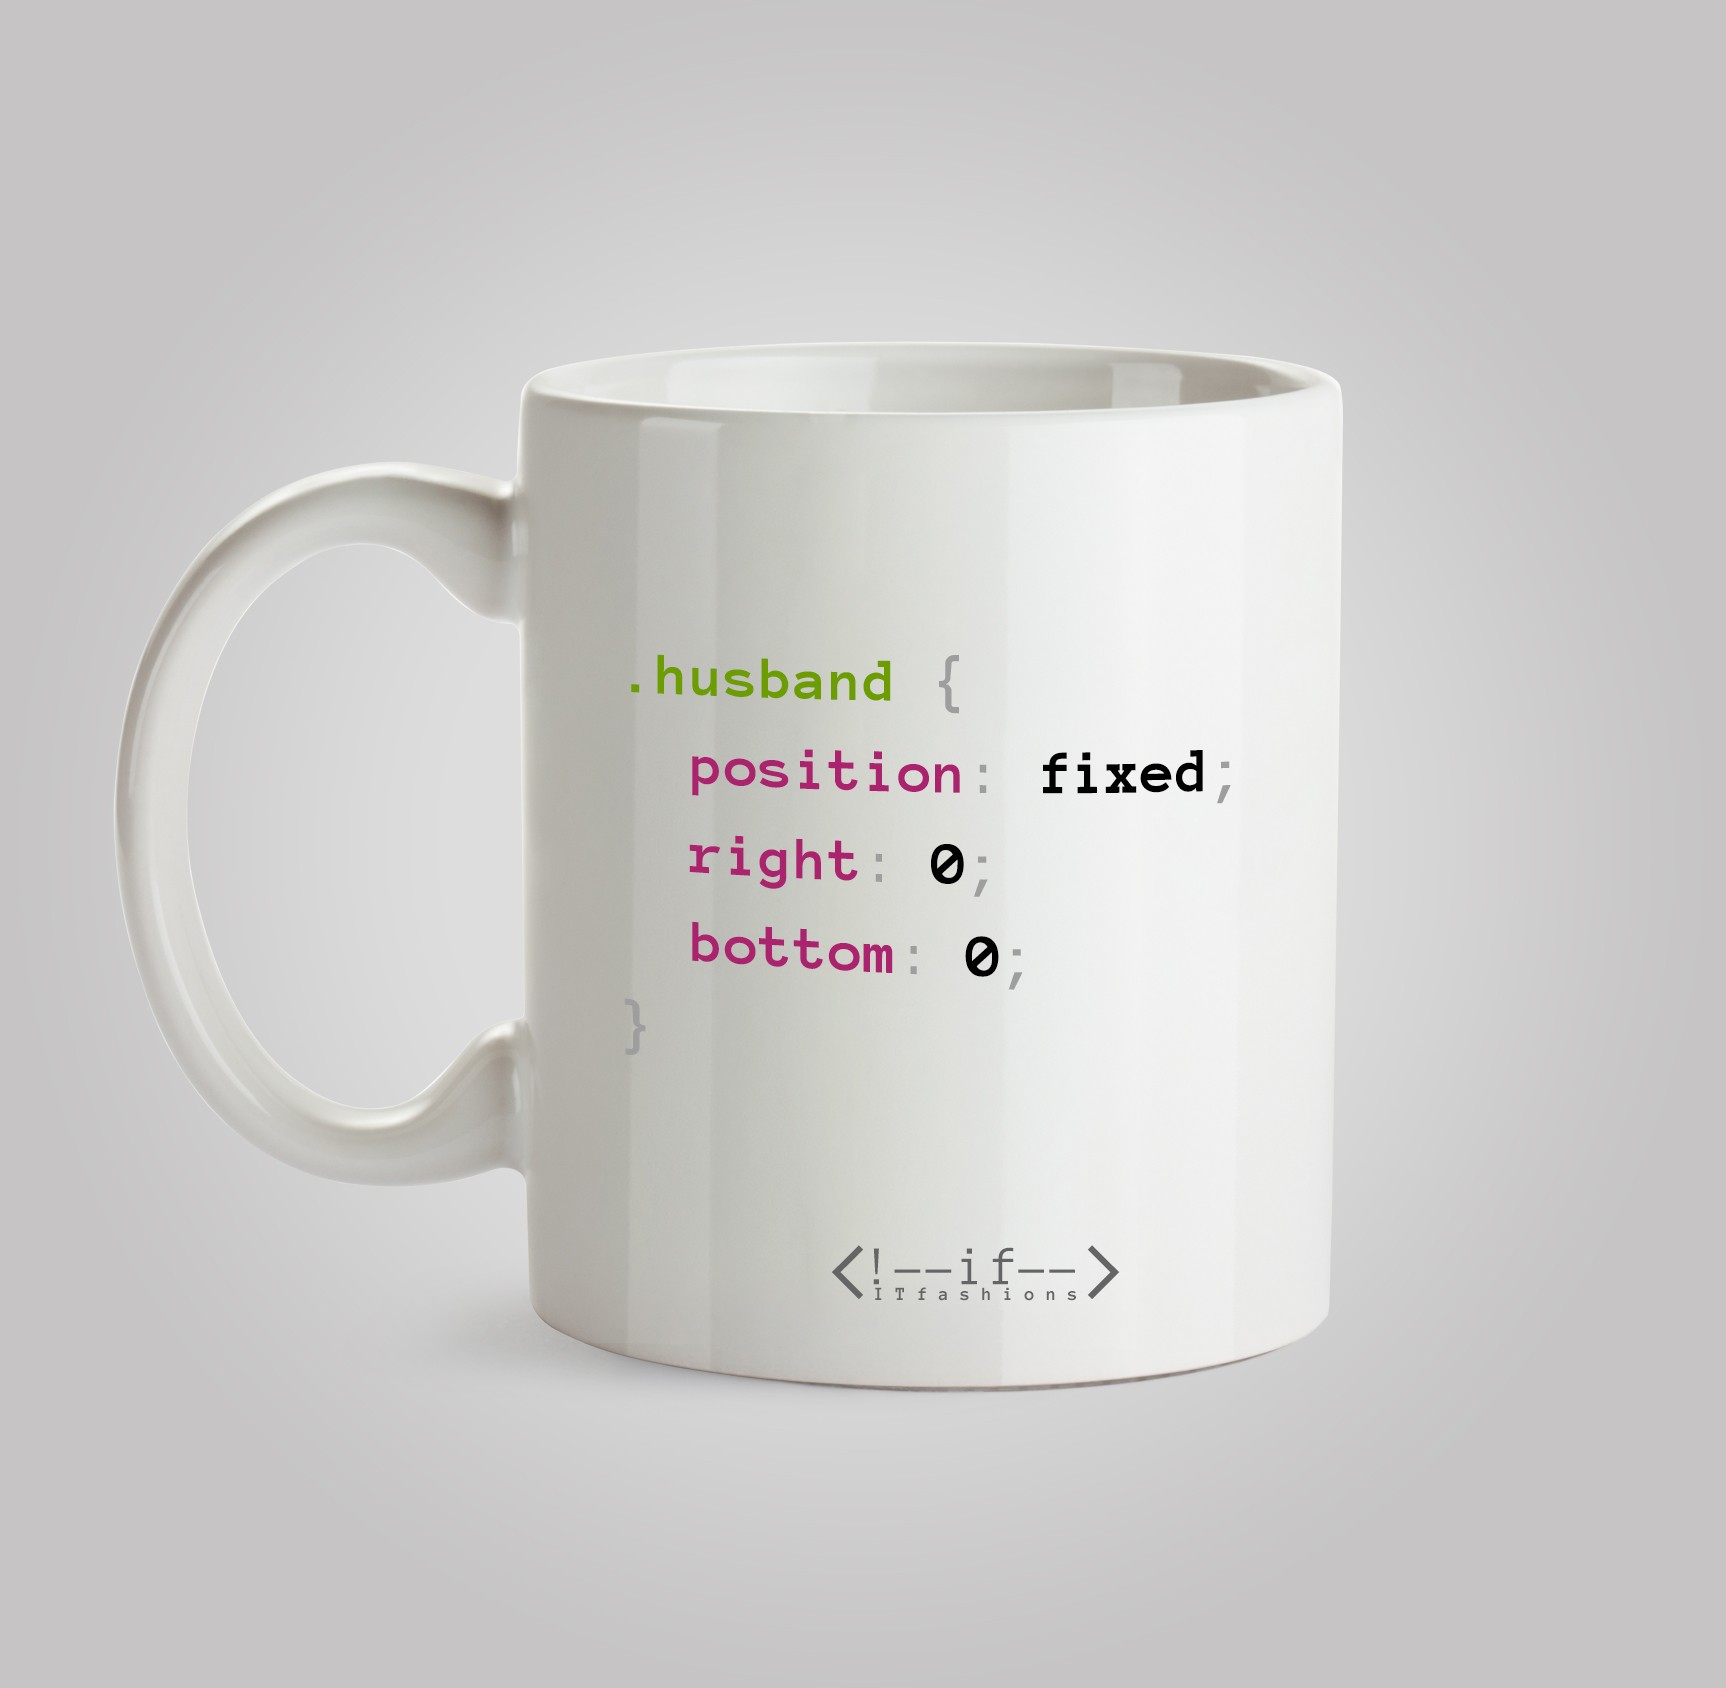 .husband {
position: fixed;
right: 0;
bottom: 0;
}
<!--if-->
ITfashions